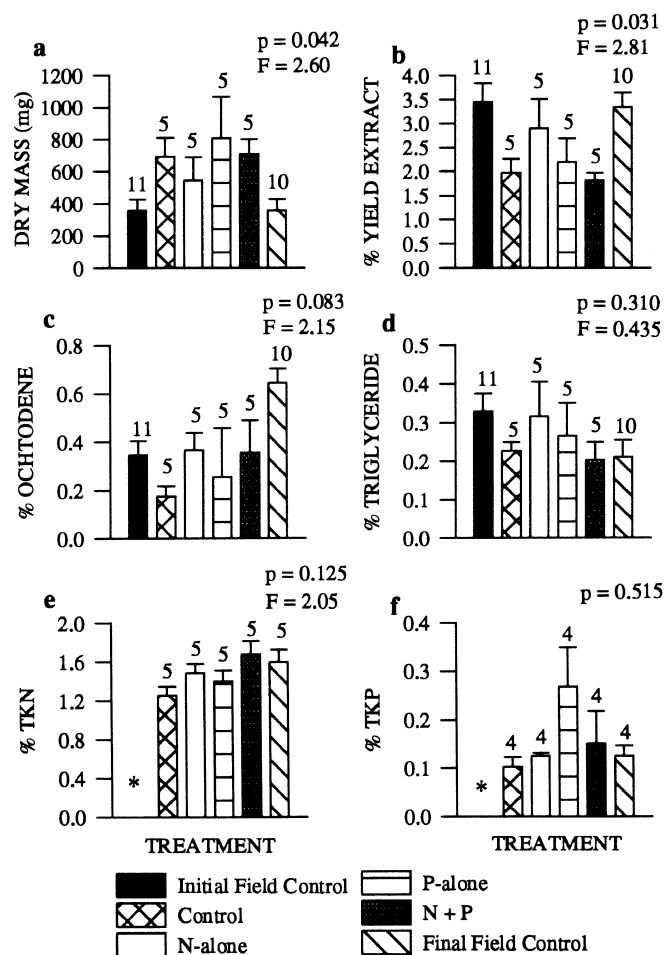 a
p = 0.042
F = 2.60
DRY MASS (mg)
1200
1000
800
600
400
200
0
11
5
5
5
5
10
b
p = 0.031
F = 2.81
% YIELD EXTRACT
4.0
3.5
3.0
2.5
2.0
1.5
1.0
0.5
0.0
11
5
5
5
5
10
c
p = 0.083
F = 2.15
% OCHTODENE
0.8
0.6
0.4
0.2
0.0
11
5
5
5
5
10
d
p = 0.310
F = 0.435
% TRIGLYCERIDE
0.5
0.4
0.3
0.2
0.1
0.0
11
5
5
5
5
10
e
p = 0.125
F = 2.05
% TKN
2.0
1.6
1.2
0.8
0.4
0.0
*
5
5
5
5
5
TREATMENT
f
p = 0.515
% TKP
0.4
0.3
0.2
0.1
0.0
*
4
4
4
4
4
TREATMENT
Initial Field Control
Control
N-alone
P-alone
N + P
Final Field Control